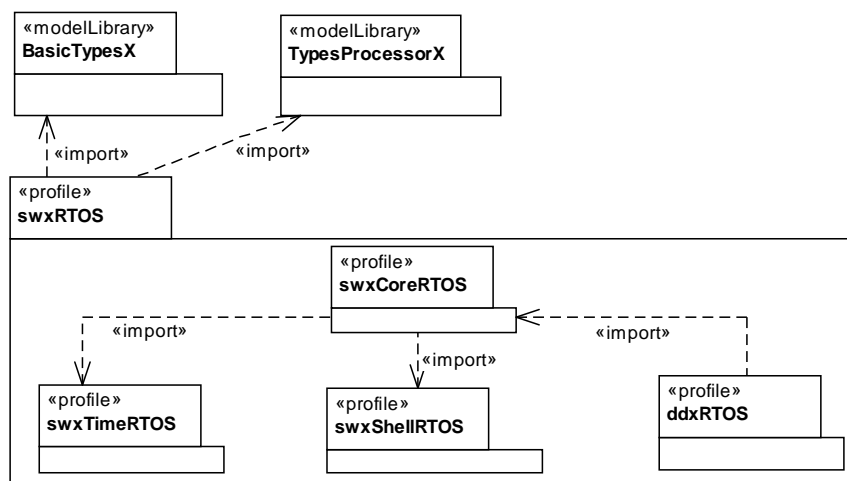 «modelLibrary»
BasicTypesX
«modelLibrary»
TypesProcessorX
«import»
«import»
«profile»
swxRTOS
«profile»
swxCoreRTOS
«import»
«import»
«import»
«profile»
swxTimeRTOS
«profile»
swxShellRTOS
«profile»
ddxRTOS